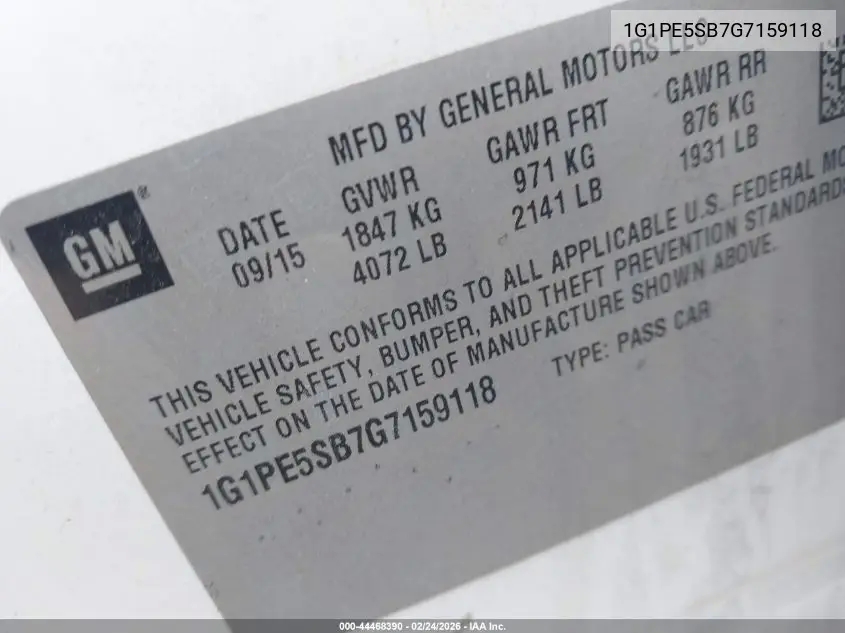 1G1PE5SB7G7159118
MFD BY GENERAL MOTORS LLC
GM ®
DATE GVWR GAWR FRT GAWR RR
09/15 1847 KG 971 KG 876 KG
4072 LB 2141 LB 1931 LB
THIS VEHICLE CONFORMS TO ALL APPLICABLE U.S. FEDERAL
VEHICLE SAFETY, BUMPER, AND THEFT PREVENTION STANDARDS
EFFECT ON THE DATE OF MANUFACTURE SHOWN ABOVE.
1G1PE5SB7G7159118 TYPE: PASS CAR
000-44468390 - 02/24/2026 - IAA Inc.